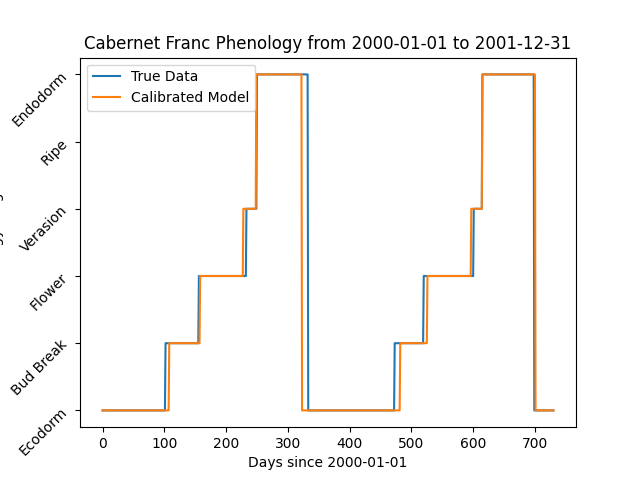 Cabernet Franc Phenology from 2000-01-01 to 2001-12-31
True Data
Calibrated Model
Endodorm
Ripe
Verasion
Flower
Bud Break
Ecodorm
0 100 200 300 400 500 600 700
Days since 2000-01-01